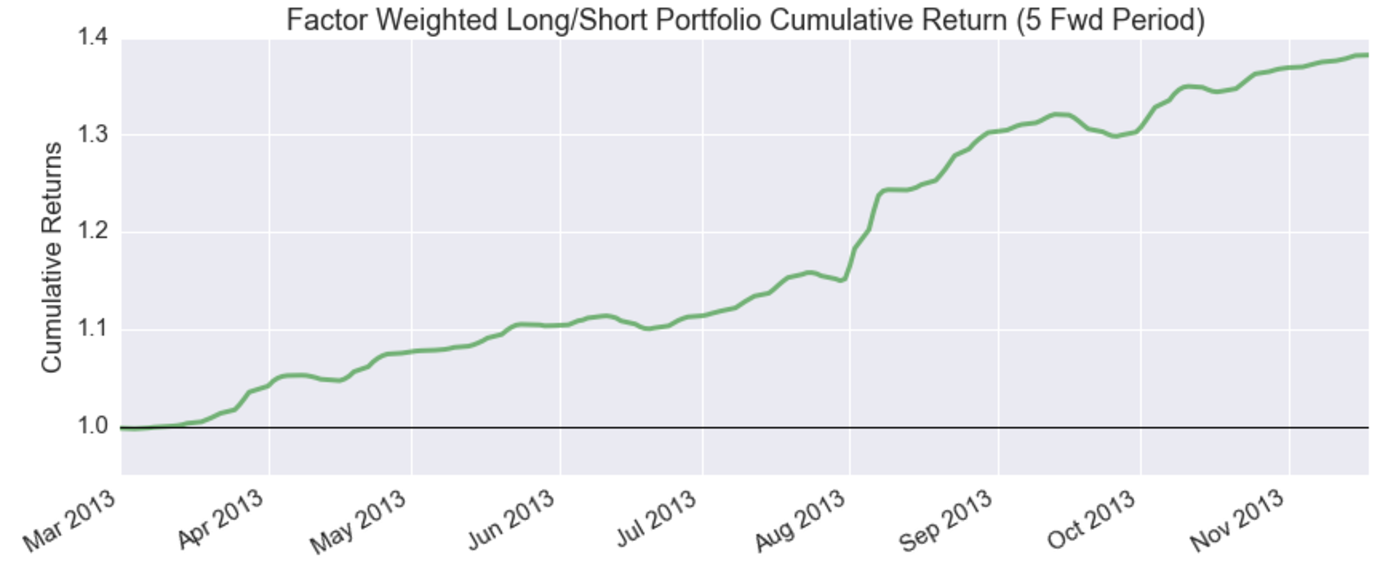 Factor Weighted Long/Short Portfolio Cumulative Return (5 Fwd Period)
Cumulative Returns
1.4
1.3
1.2
1.1
1.0
Mar 2013
Apr 2013
May 2013
Jun 2013
Jul 2013
Aug 2013
Sep 2013
Oct 2013
Nov 2013